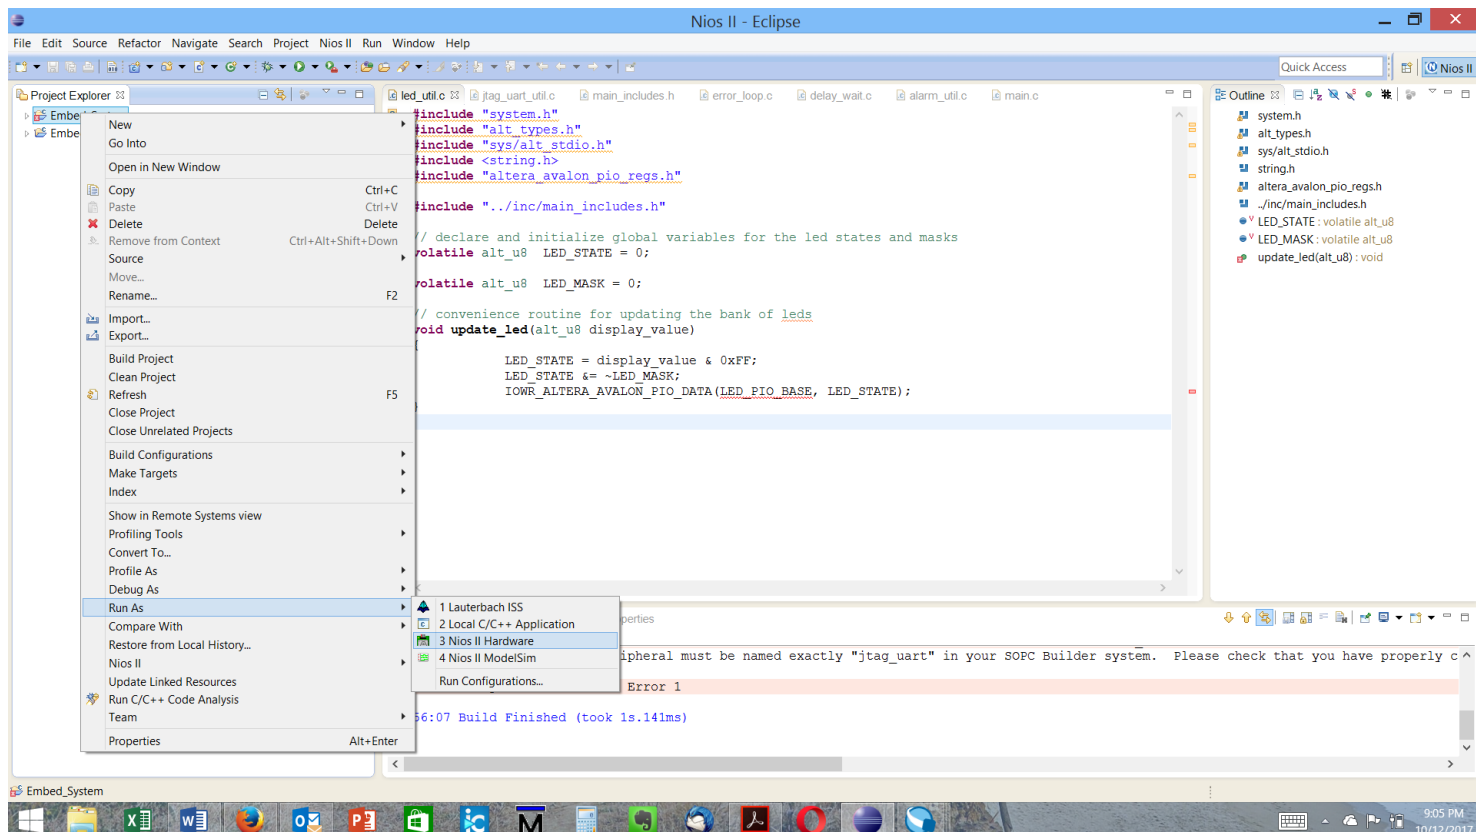 Nios II - Eclipse
File Edit Source Refactor Navigate Search Project Nios II Run Window Help
Quick Access
Nios II
Project Explorer
Embe
Embe
New
Go Into
Open in New Window
Copy Ctrl+C
Paste Ctrl+V
Delete Delete
Remove from Context Ctrl+Alt+Shift+Down
Source
Move...
Rename... F2
Import...
Export...
Build Project
Clean Project
Refresh F5
Close Project
Close Unrelated Projects
Build Configurations
Make Targets
Index
Show in Remote Systems view
Profiling Tools
Convert To...
Profile As
Debug As
Run As
Compare With
Restore from Local History...
Nios II
Update Linked Resources
Run C/C++ Code Analysis
Team
Properties Alt+Enter
1 Lauterbach ISS
2 Local C/C++ Application
3 Nios II Hardware
4 Nios II ModelSim
Run Configurations...
led_util.c jtag_uart_util.c main_includes.h error_loop.c delay_wait.c alarm_util.c main.c
#include "system.h"
#include "alt_types.h"
#include "sys/alt_stdio.h"
#include <string.h>
#include "altera_avalon_pio_regs.h"
#include "../inc/main_includes.h"
// declare and initialize global variables for the led states and masks
volatile alt_u8 LED_STATE = 0;
volatile alt_u8 LED_MASK = 0;
// convenience routine for updating the bank of leds
void update_led(alt_u8 display_value)
{
LED_STATE = display_value & 0xFF;
LED_STATE &= ~LED_MASK;
IOWR_ALTERA_AVALON_PIO_DATA(LED_PIO_BASE, LED_STATE);
}
perties
ipheral must be named exactly "jtag_uart" in your SOPC Builder system. Please check that you have properly c
Error 1
56:07 Build Finished (took 1s.141ms)
Outline
system.h
alt_types.h
sys/alt_stdio.h
string.h
altera_avalon_pio_regs.h
../inc/main_includes.h
LED_STATE : volatile alt_u8
LED_MASK : volatile alt_u8
update_led(alt_u8) : void
Embed_System
9:05 PM
10/12/2017